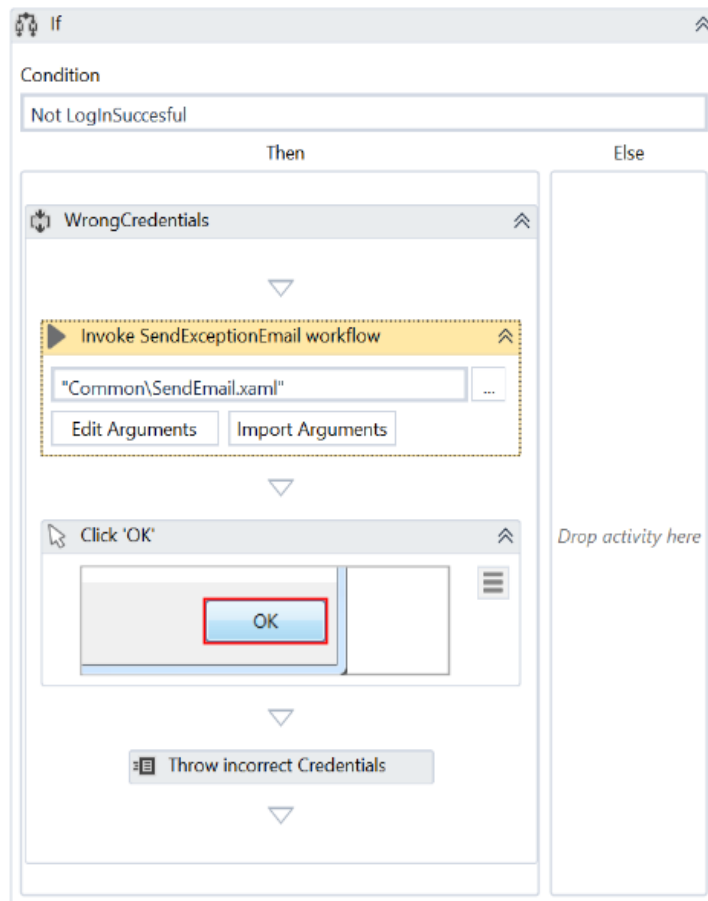 If
Condition
Not LogInSuccesful
Then
Else
WrongCredentials
Invoke SendExceptionEmail workflow
"Common\SendEmail.xaml"
...
Edit Arguments
Import Arguments
Click 'OK'
Drop activity here
OK
Throw incorrect Credentials